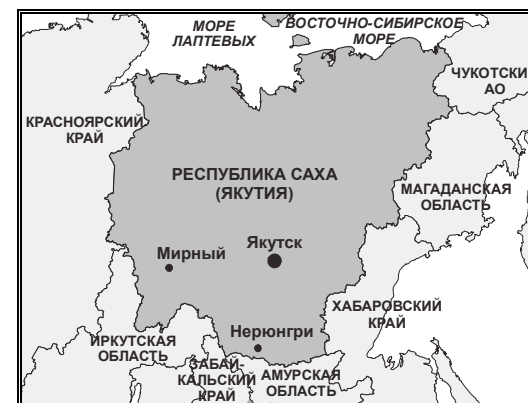 МОРЕ
ЛАПТЕВЫХ
ВОСТОЧНО-СИБИРСКОЕ
МОРЕ
ЧУКОТСКИ
АО
КРАСНОЯРСКИЙ
КРАЙ
РЕСПУБЛИКА САХА
(ЯКУТИЯ)
МАГАДАНСКАЯ
ОБЛАСТЬ
Мирный
Якутск
ХАБАРОВСКИЙ
КРАЙ
Нерюнгри
ИРКУТСКАЯ
ОБЛАСТЬ
ЗАБАЙ-
КАЛЬСКИЙ
КРАЙ
АМУРСКАЯ
ОБЛАСТЬ